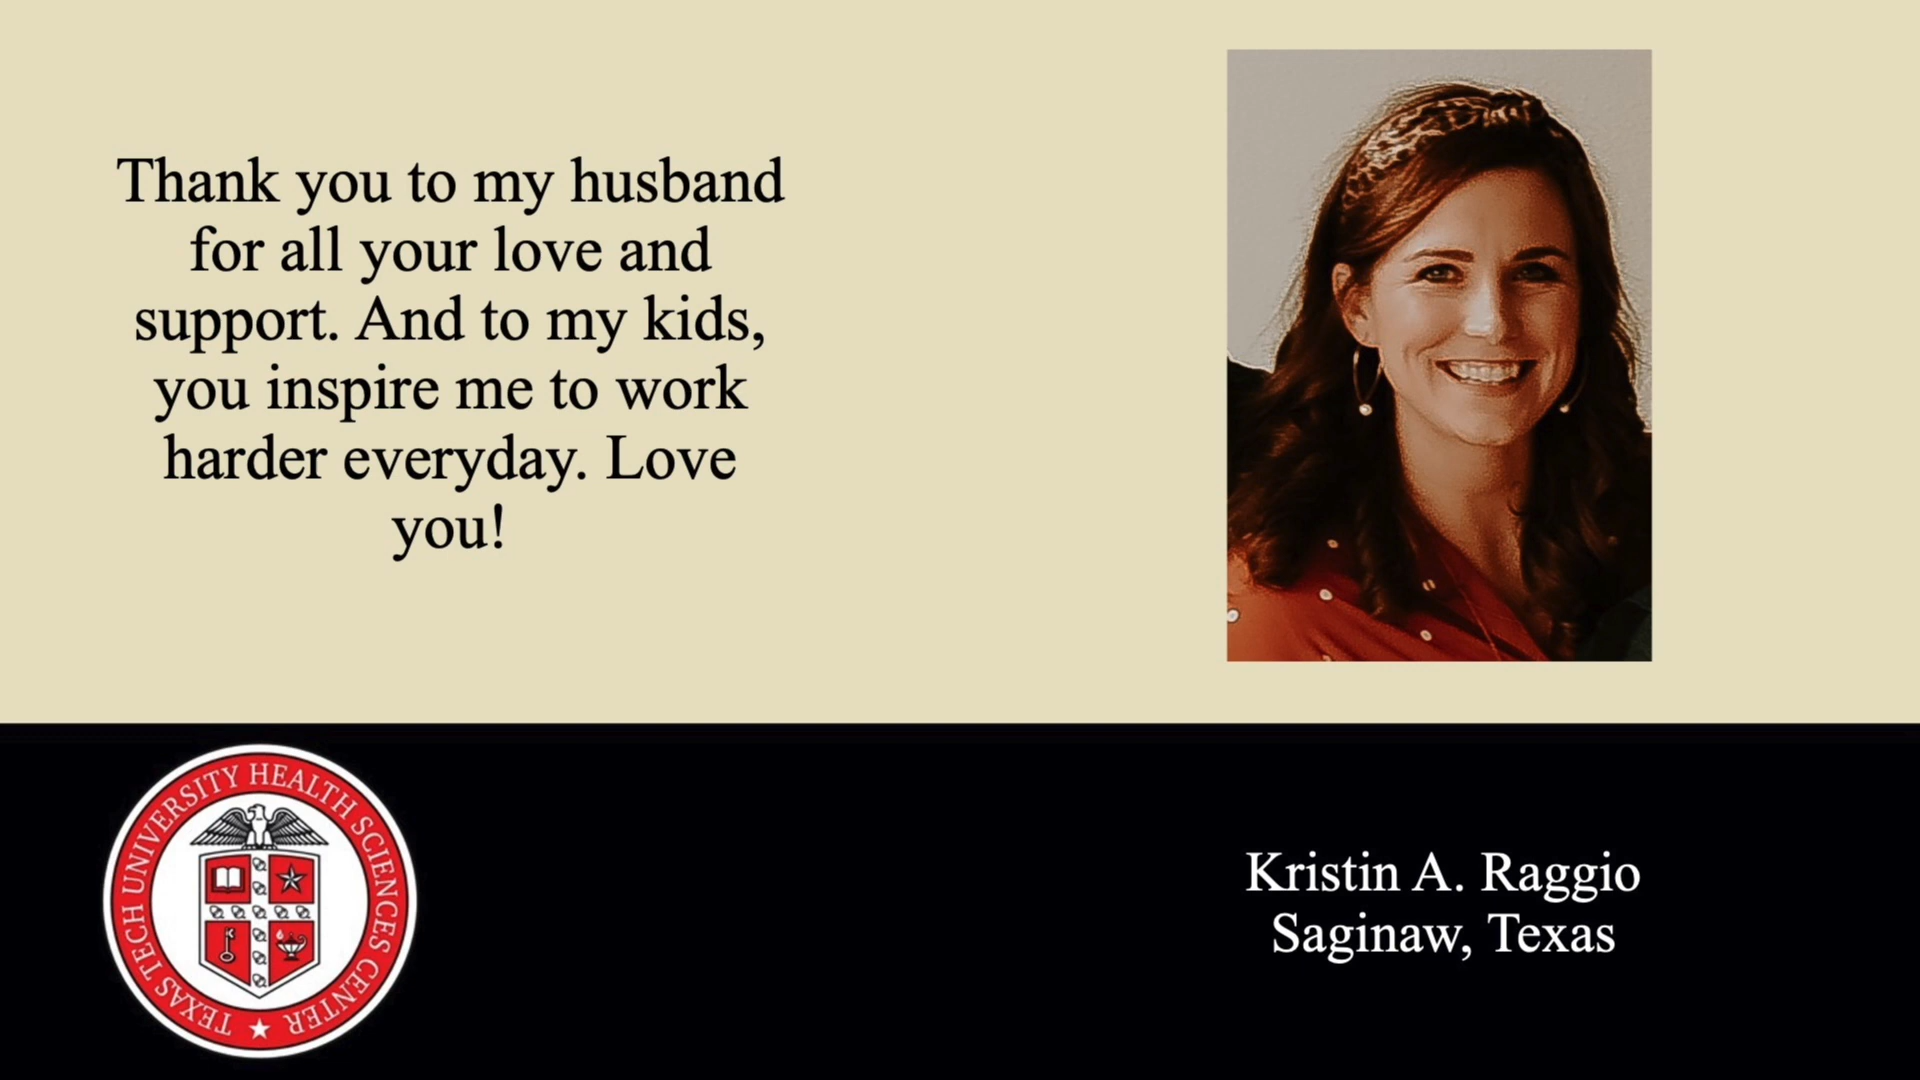 Thank you to my husband
for all your love and
support. And to my kids,
you inspire me to work
harder everyday. Love
you!
TEXAS TECH UNIVERSITY HEALTH SCIENCES CENTER
Kristin A. Raggio
Saginaw, Texas